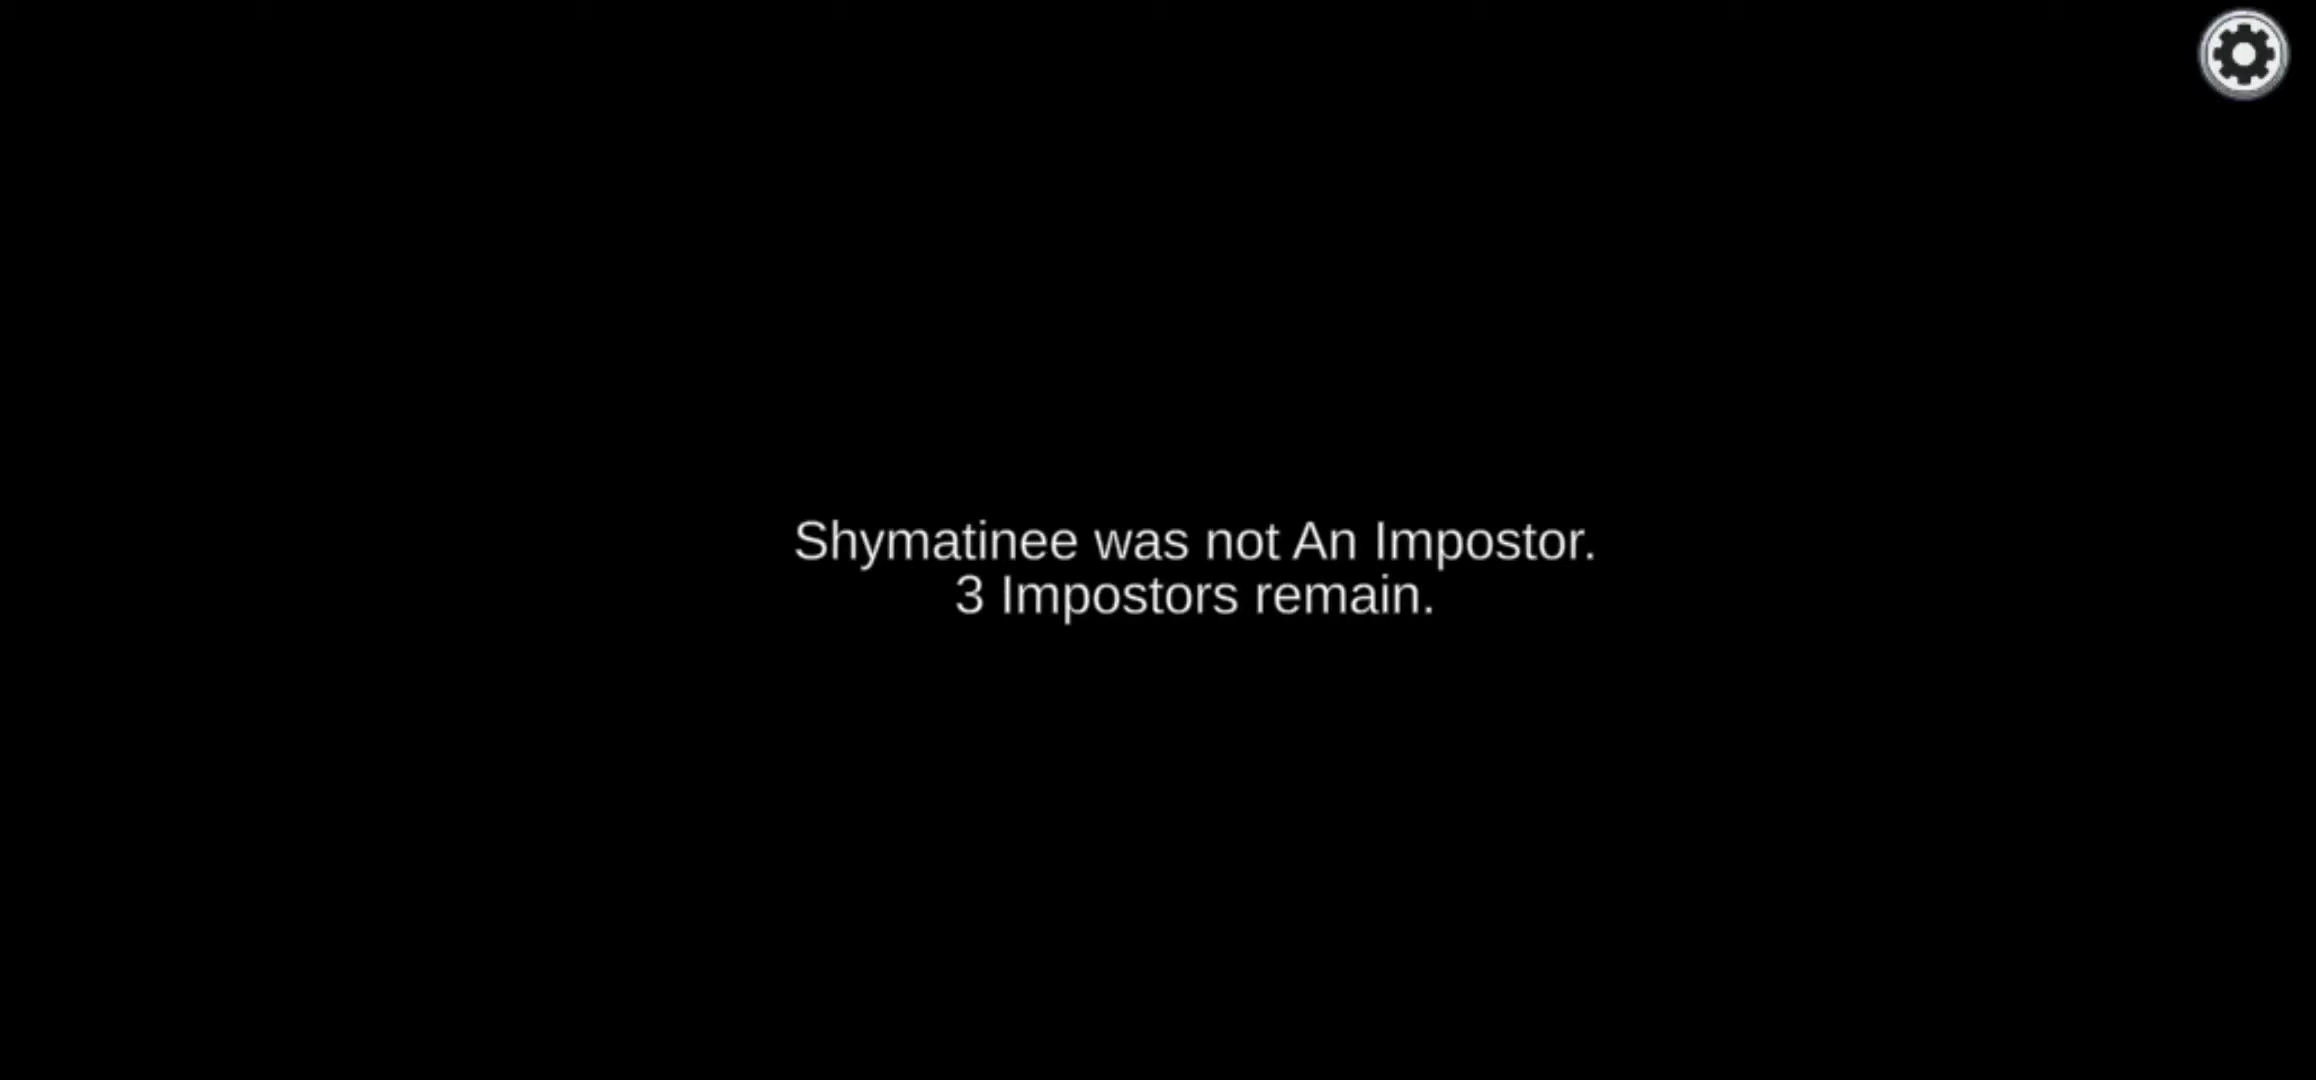 Shymatinee was not An Impostor.
3 Impostors remain.